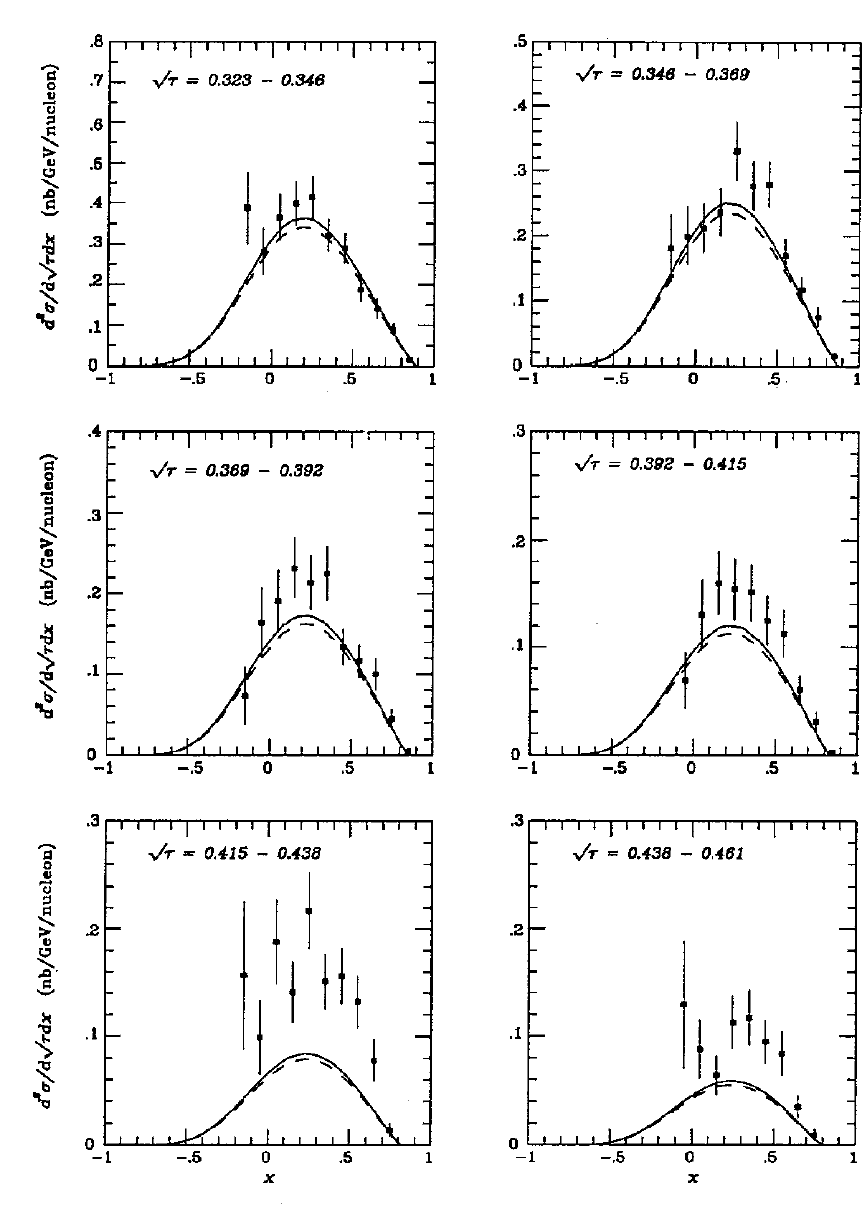 .8 .7 .6 .5 .4 .3 .2 .1 0
d²σ/d√τdx (nb/GeV/nucleon)
√τ = 0.323 – 0.346
−1 −.5 0 .5 1
.5 .4 .3 .2 .1 0
√τ = 0.346 – 0.369
−1 −.5 0 .5 1
.4 .3 .2 .1 0
d²σ/d√τdx (nb/GeV/nucleon)
√τ = 0.369 – 0.392
−1 −.5 0 .5 1
.3 .2 .1 0
√τ = 0.392 – 0.415
−1 −.5 0 .5 1
.3 .2 .1 0
d²σ/d√τdx (nb/GeV/nucleon)
√τ = 0.415 – 0.438
−1 −.5 0 .5 1
x
.3 .2 .1 0
√τ = 0.438 – 0.461
−1 −.5 0 .5 1
x